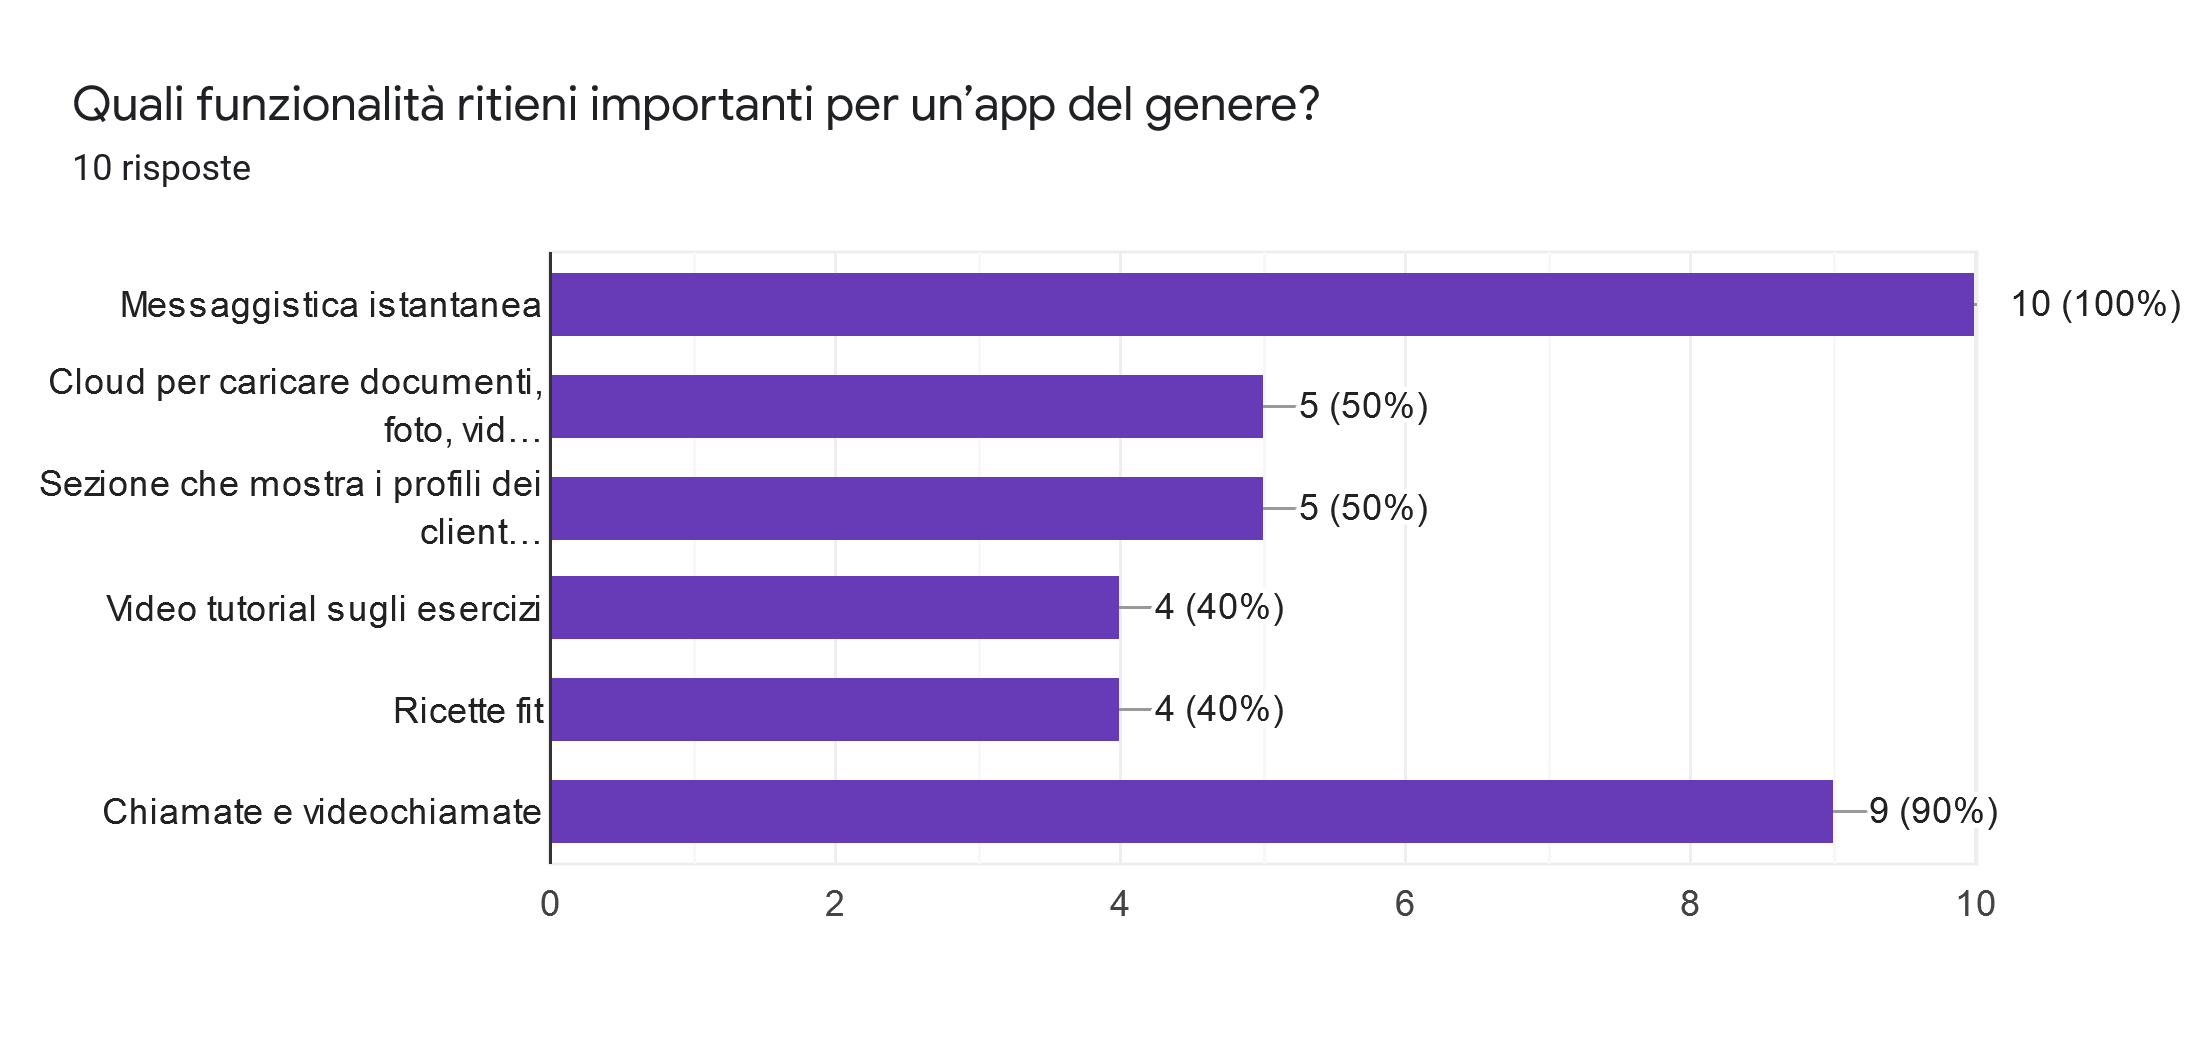 Quali funzionalità ritieni importanti per un’app del genere?
10 risposte
Messaggistica istantanea
10 (100%)
Cloud per caricare documenti,
foto, vid…
5 (50%)
Sezione che mostra i profili dei
client…
5 (50%)
Video tutorial sugli esercizi
4 (40%)
Ricette fit
4 (40%)
Chiamate e videochiamate
9 (90%)
0 2 4 6 8 10